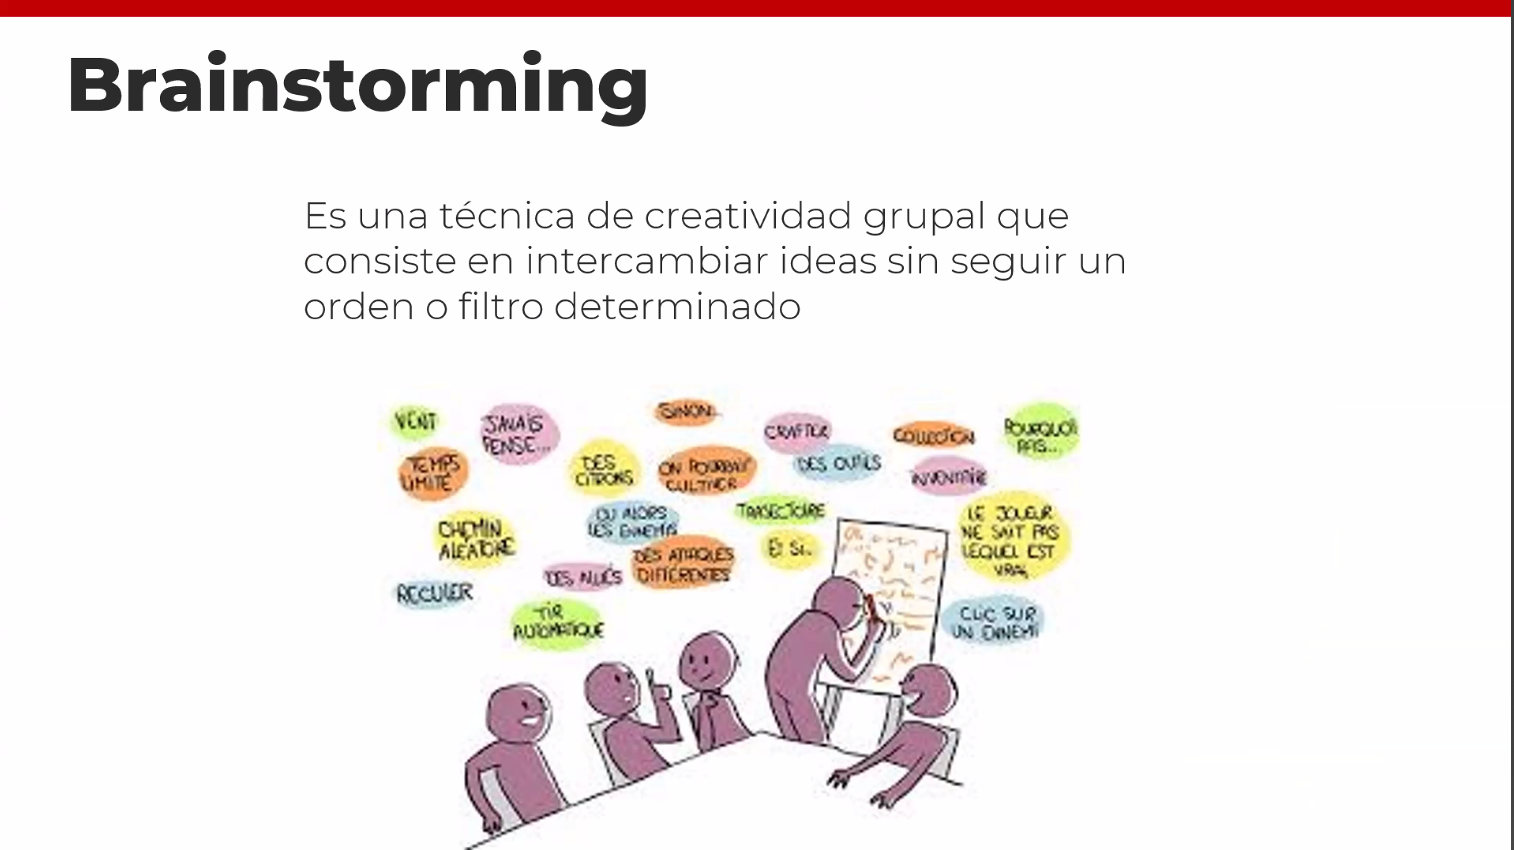 Brainstorming
Es una técnica de creatividad grupal que
consiste en intercambiar ideas sin seguir un
orden o filtro determinado
VENT
J'AVAIS
PENSE...
SINON...
CRAFTER
COLLECTION
POURQUOI
PAS...
TEMPS
LIMITE
DES
CITRONS
ON POURRAIT
CULTIVER
DES OUTILS
INVENTAIRE
CHEMIN
ALEATOIRE
OU ALORS
LES ENNEMIS
TRAJECTOIRE
LE JOUEUR
NE SAIT PAS
LEQUEL EST
VRAI
DES ATTAQUES
DIFFÉRENTES
ET SI...
RECULER
DES ALLIÉS
TIR
AUTOMATIQUE
CLIC SUR
UN ENNEMI